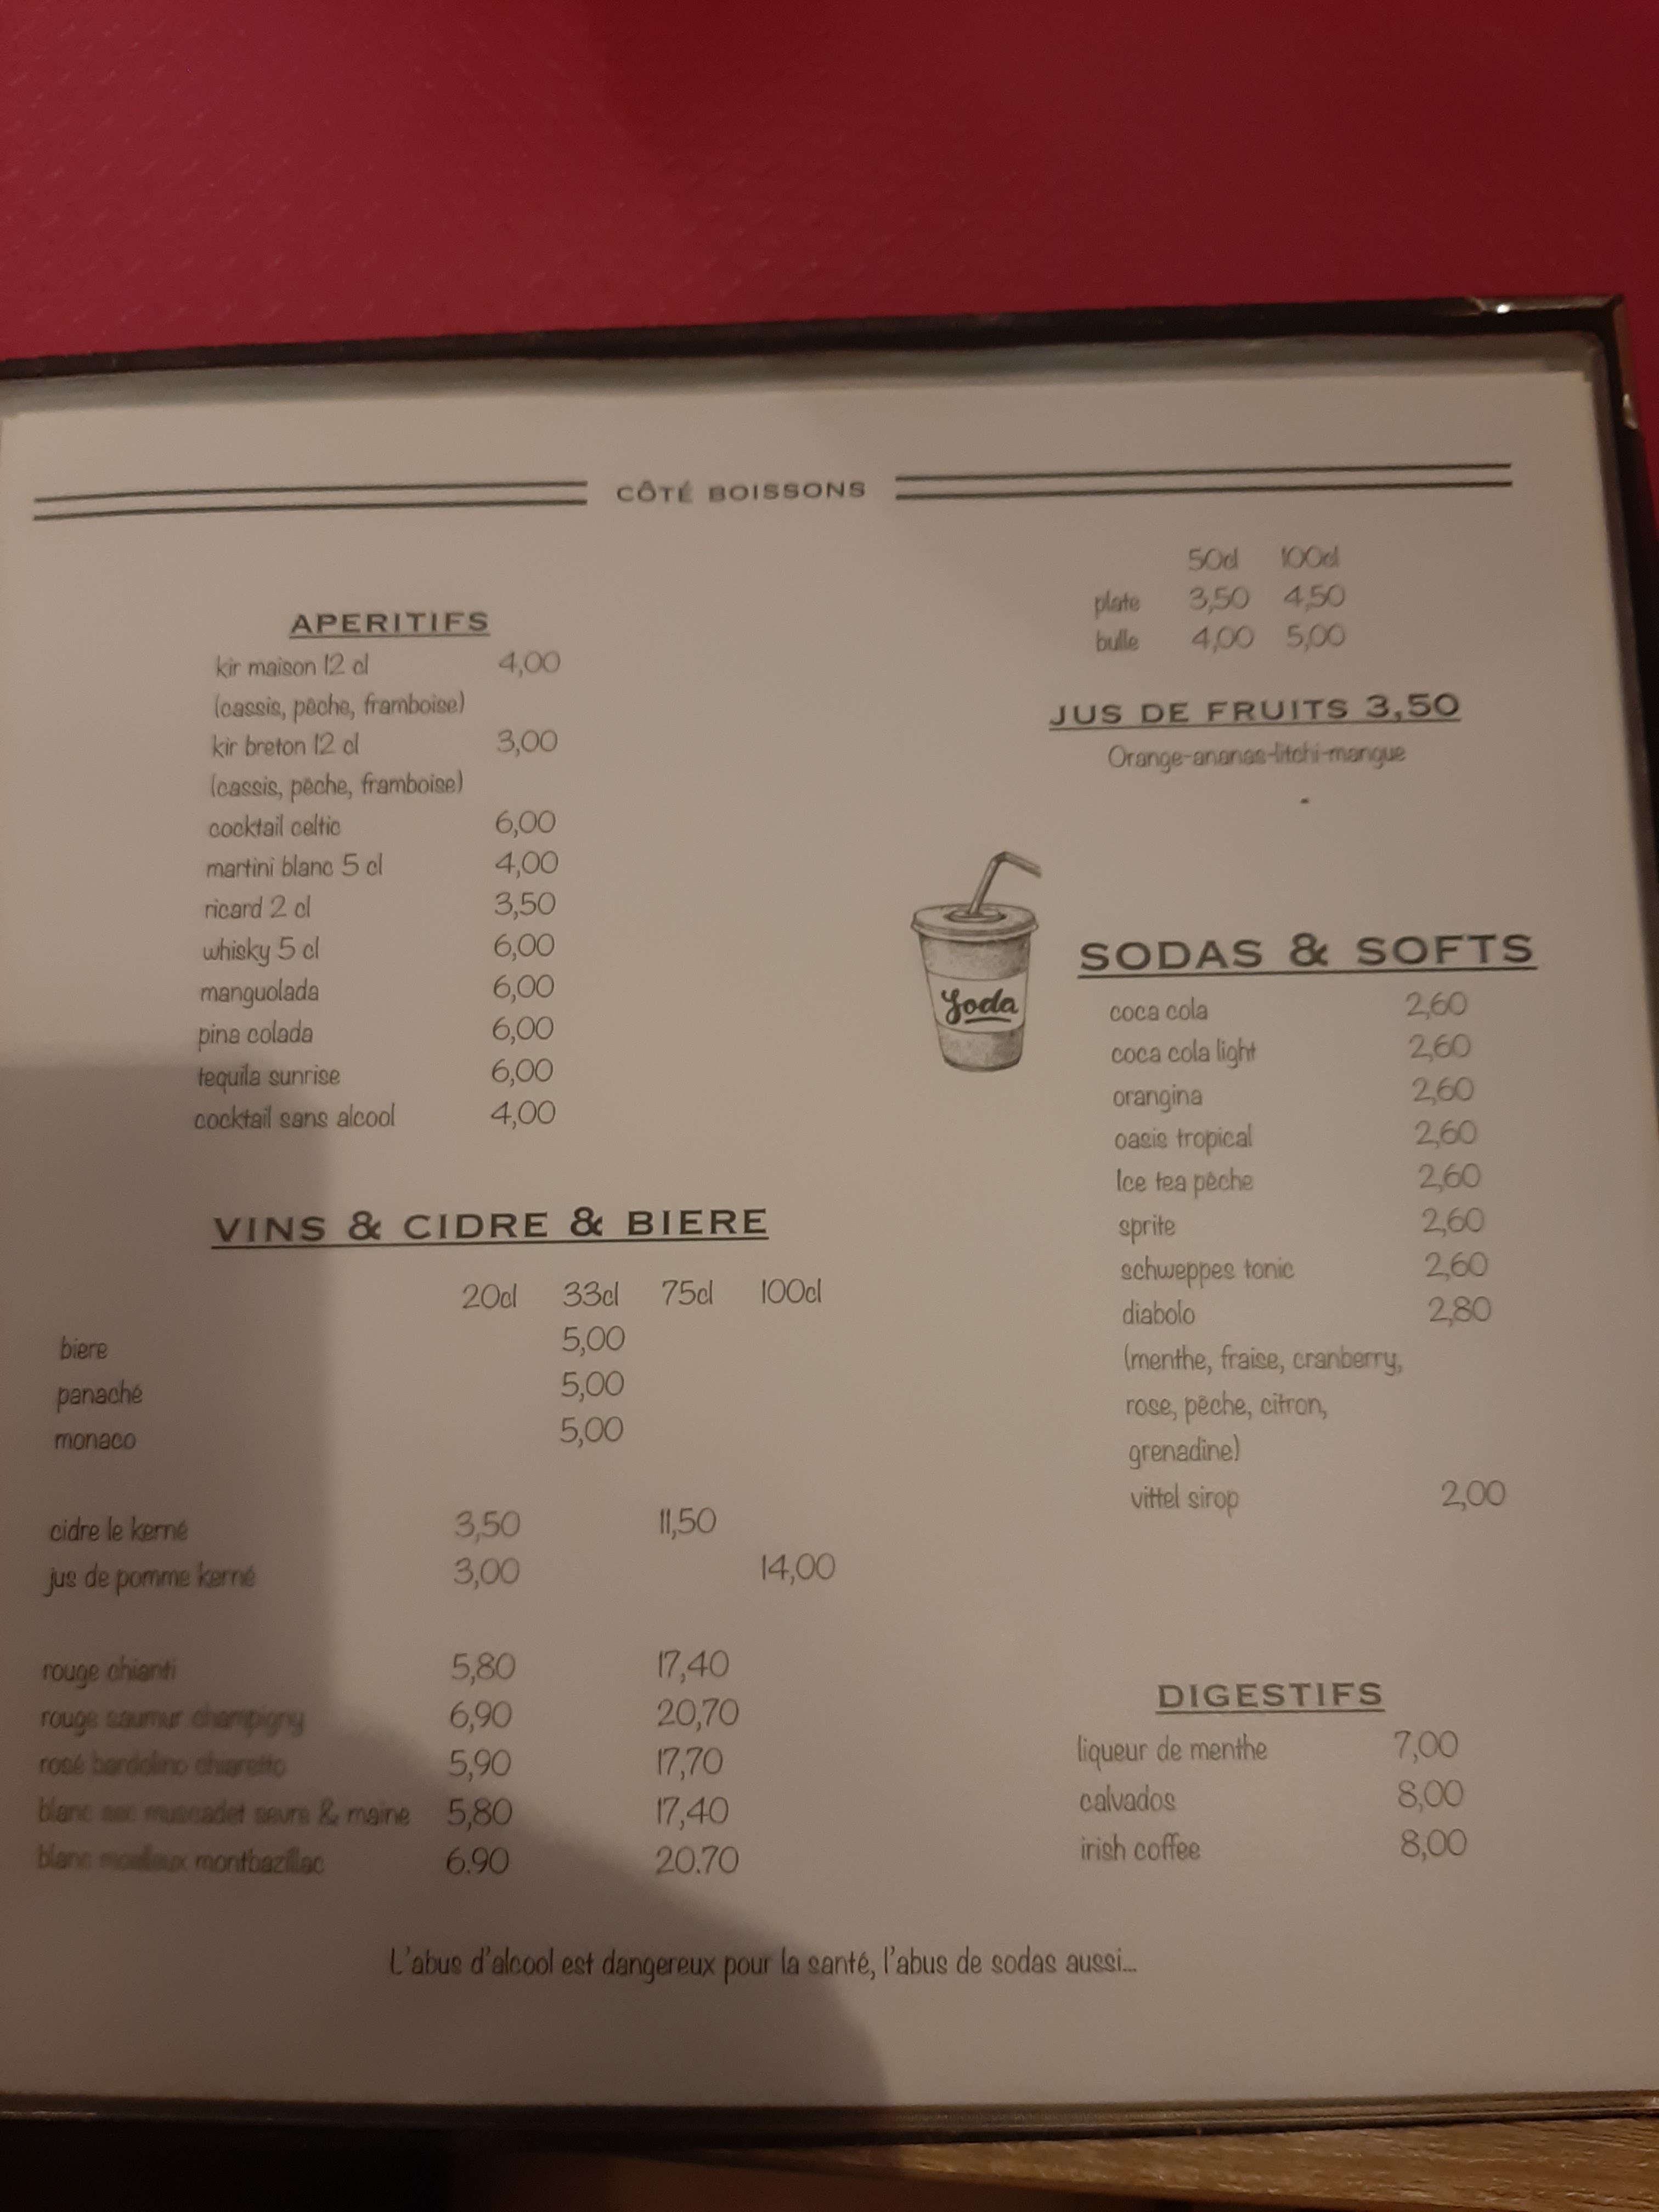 CÔTÉ BOISSONS
APERITIFS
kir maison 12 cl 4,00
(cassis, pêche, framboise)
kir breton 12 cl 3,00
(cassis, pêche, framboise)
cocktail celtic 6,00
martini blanc 5 cl 4,00
ricard 2 cl 3,50
whisky 5 cl 6,00
manguolada 6,00
pina colada 6,00
tequila sunrise 6,00
cocktail sans alcool 4,00
VINS & CIDRE & BIERE
20cl 33cl 75cl 100cl
biere 5,00
panaché 5,00
monaco 5,00
cidre le kerné 3,50 11,50
jus de pomme kerné 3,00 14,00
rouge chianti 5,80 17,40
rouge saumur champigny 6,90 20,70
rosé bardolino chiaretto 5,90 17,70
blanc sec muscadet sevre & maine 5,80 17,40
blanc moelleux montbazillac 6.90 20.70
50cl 100cl
plate 3,50 4,50
bulle 4,00 5,00
JUS DE FRUITS 3,50
Orange-ananas-litchi-mangue
Soda
SODAS & SOFTS
coca cola 2,60
coca cola light 2,60
orangina 2,60
oasis tropical 2,60
Ice tea pêche 2,60
sprite 2,60
schweppes tonic 2,60
diabolo 2,80
(menthe, fraise, cranberry,
rose, pêche, citron,
grenadine)
vittel sirop 2,00
DIGESTIFS
liqueur de menthe 7,00
calvados 8,00
irish coffee 8,00
L'abus d'alcool est dangereux pour la santé, l'abus de sodas aussi...